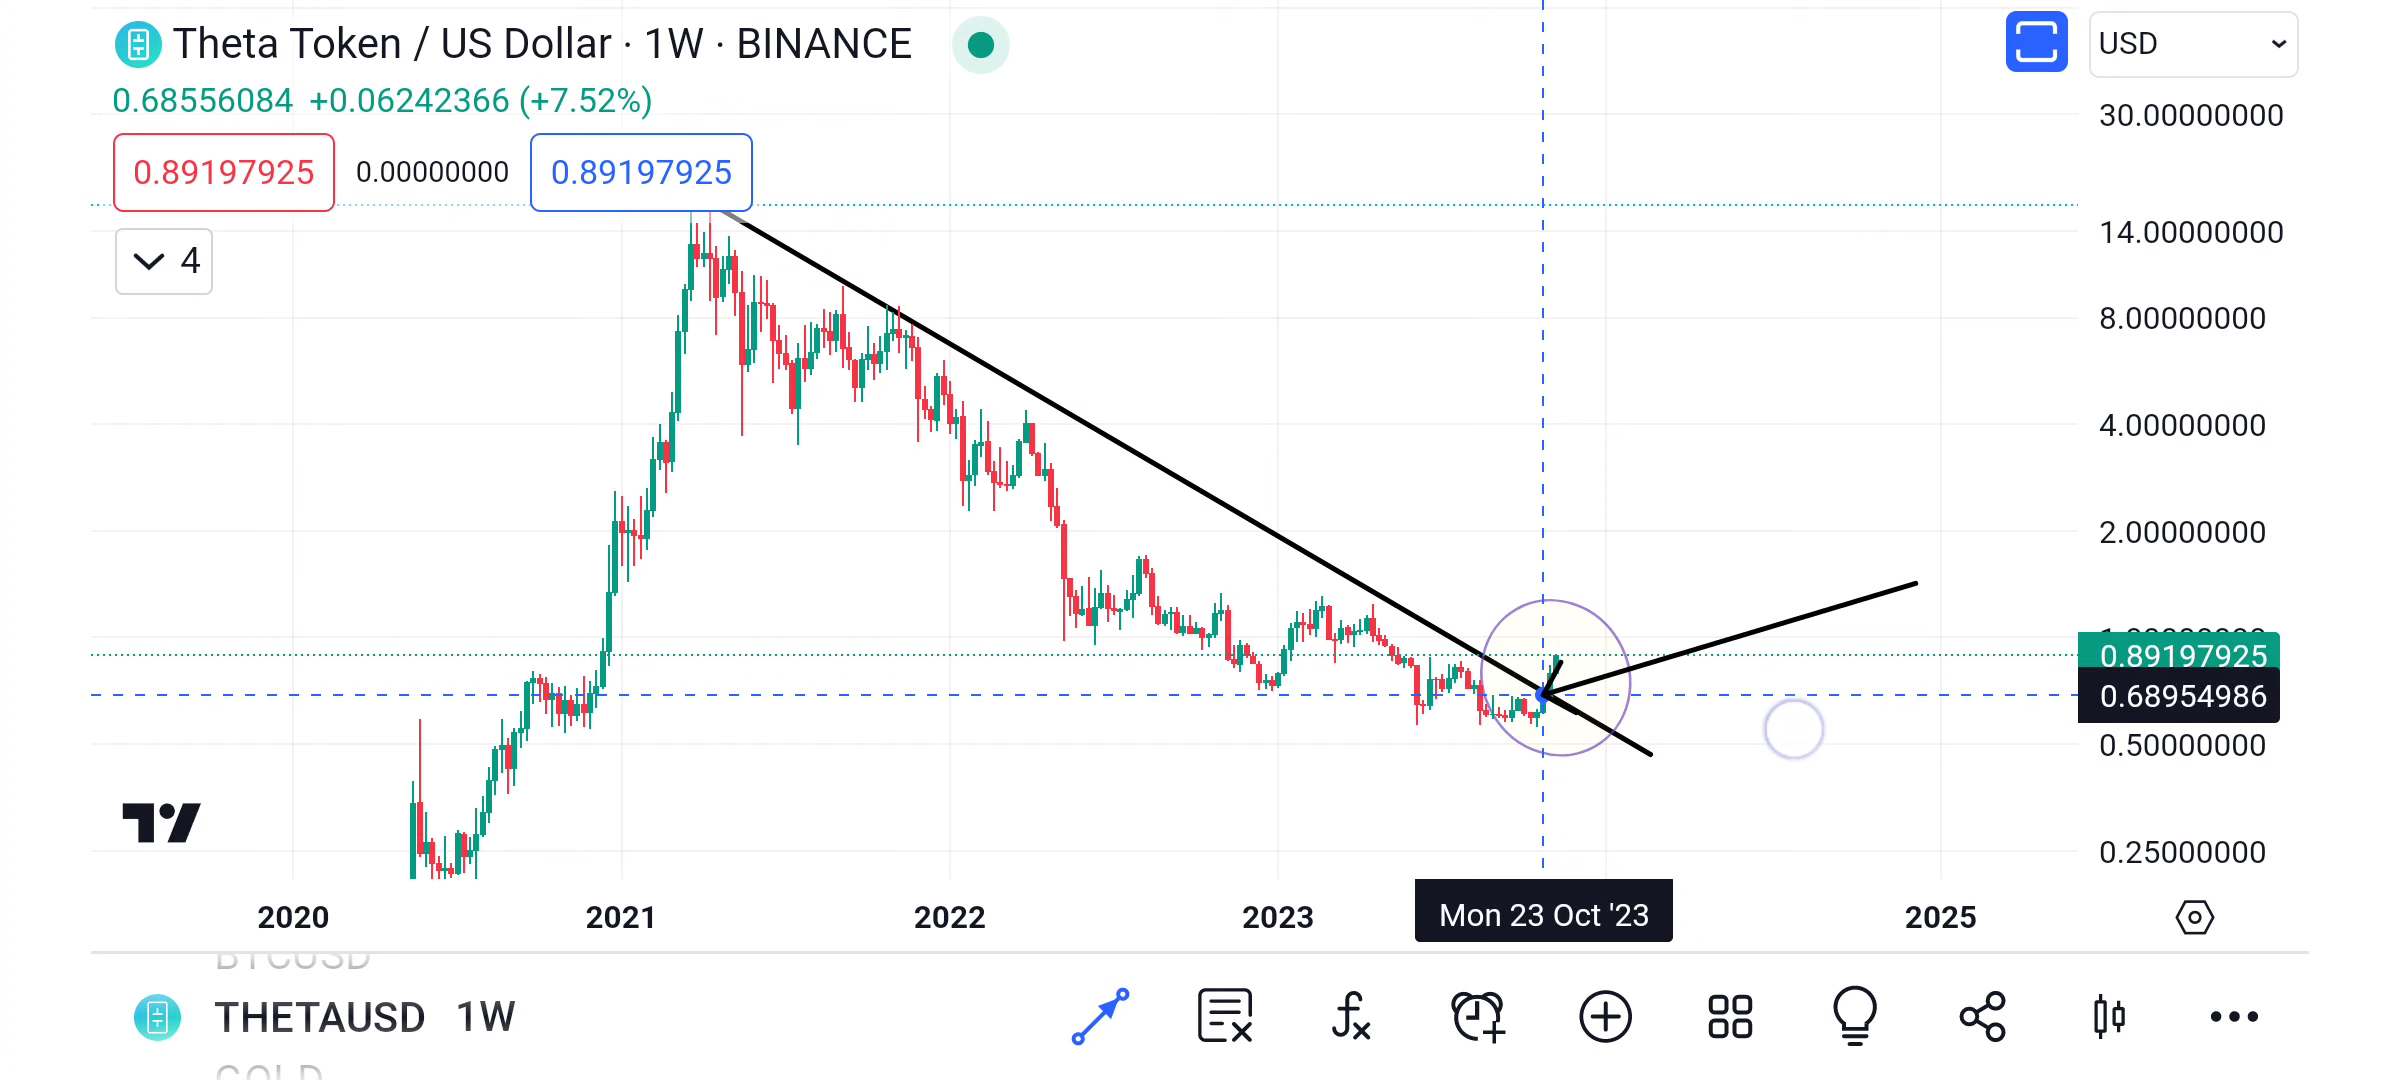 Theta Token / US Dollar · 1W · BINANCE
USD
0.68556084 +0.06242366 (+7.52%)
0.89197925 0.00000000 0.89197925
4
30.00000000
14.00000000
8.00000000
4.00000000
2.00000000
0.89197925
0.68954986
0.50000000
0.25000000
2020 2021 2022 2023 Mon 23 Oct '23 2025
BTCUSD
THETAUSD 1W
GOLD